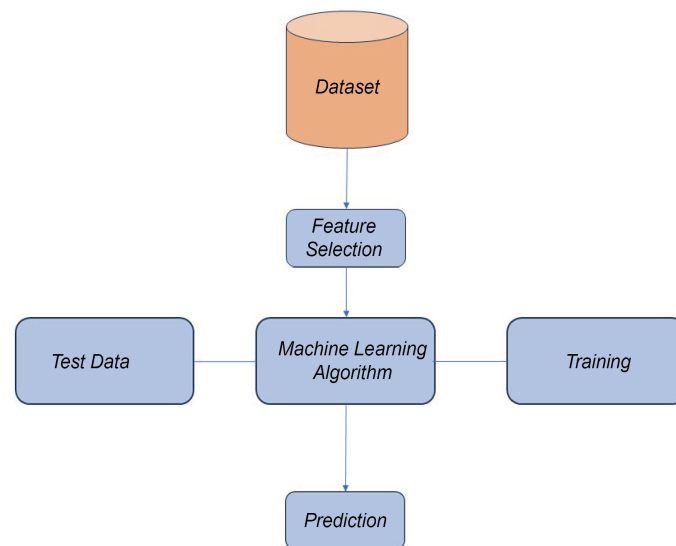 Dataset
Feature
Selection
Test Data
Machine Learning
Algorithm
Training
Prediction